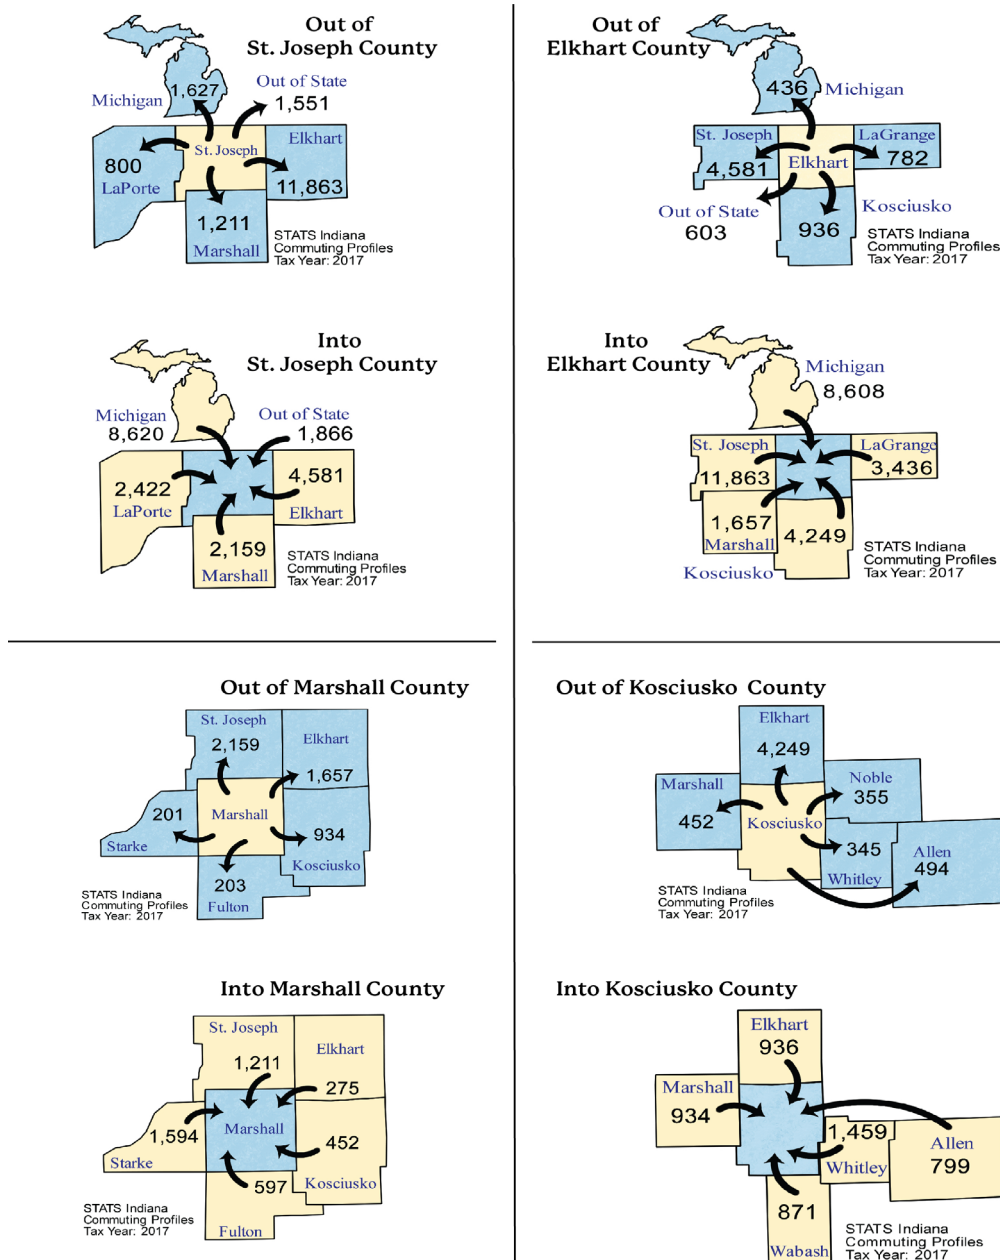 Out of
St. Joseph County
1,627
Michigan
Out of State
1,551
Elkhart
St. Joseph
800
LaPorte
11,863
1,211
Marshall
STATS Indiana
Commuting Profiles
Tax Year: 2017
Out of
Elkhart County
436
Michigan
St. Joseph
4,581
Elkhart
LaGrange
782
Out of State
603
Kosciusko
936
STATS Indiana
Commuting Profiles
Tax Year: 2017
Into
St. Joseph County
Michigan
8,620
Out of State
1,866
2,422
LaPorte
4,581
Elkhart
2,159
Marshall
STATS Indiana
Commuting Profiles
Tax Year: 2017
Into
Elkhart County
Michigan
8,608
St. Joseph
11,863
LaGrange
3,436
1,657
Marshall
4,249
Kosciusko
STATS Indiana
Commuting Profiles
Tax Year: 2017
Out of Marshall County
St. Joseph
2,159
Elkhart
1,657
201
Starke
Marshall
934
Kosciusko
203
Fulton
STATS Indiana
Commuting Profiles
Tax Year: 2017
Out of Kosciusko County
Elkhart
4,249
Marshall
452
Kosciusko
Noble
355
345
Whitley
Allen
494
STATS Indiana
Commuting Profiles
Tax Year: 2017
Into Marshall County
St. Joseph
1,211
Elkhart
275
1,594
Starke
Marshall
452
Kosciusko
597
Fulton
STATS Indiana
Commuting Profiles
Tax Year: 2017
Into Kosciusko County
Elkhart
936
Marshall
934
1,459
Whitley
Allen
799
871
Wabash
STATS Indiana
Commuting Profiles
Tax Year: 2017